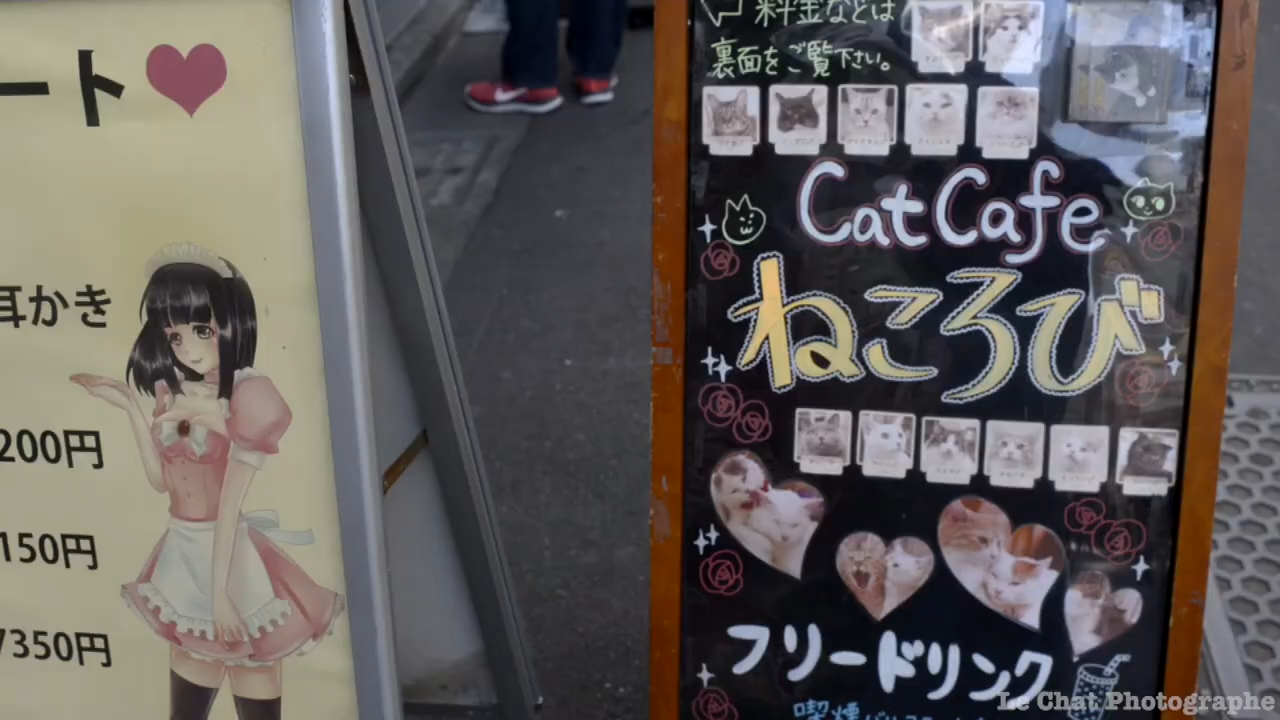 ート
耳かき
200円
150円
7350円
料金などは
裏面をご覧下さい。
Cat Cafe
ねころび
フリードリンク
喫煙
Le Chat Photographe